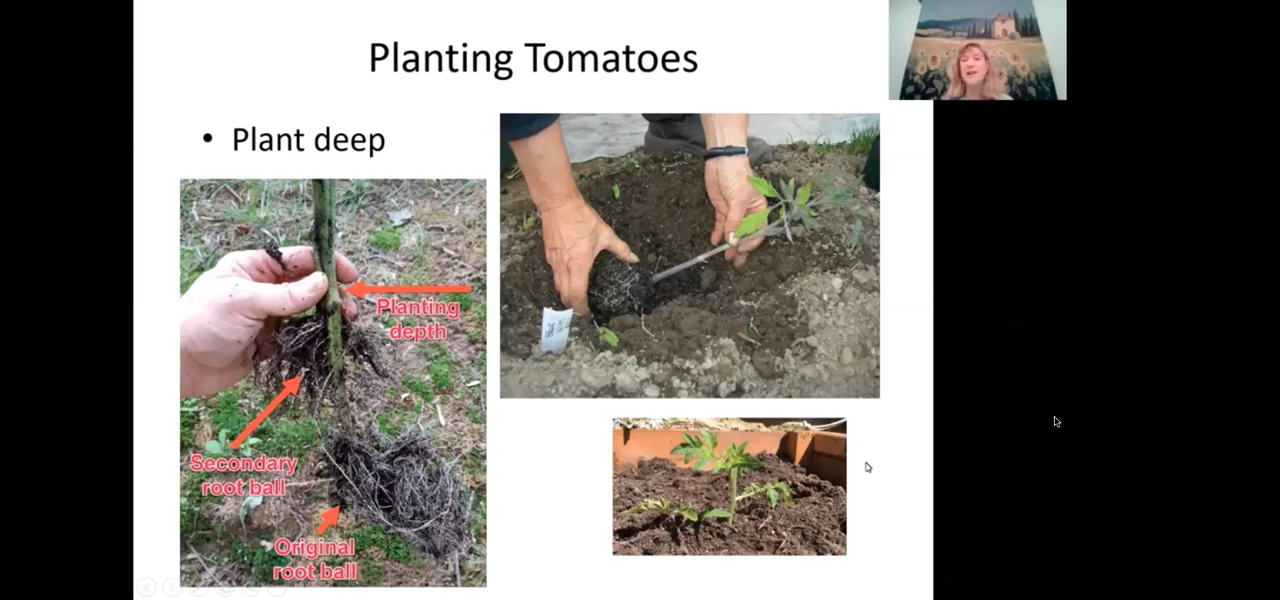 Planting Tomatoes
• Plant deep
Planting
depth
Secondary
root ball
Original
root ball